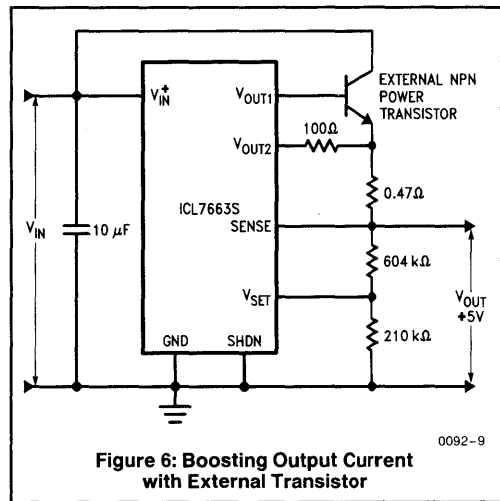 EXTERNAL NPN
POWER
TRANSISTOR
V+IN
VOUT1
100Ω
VOUT2
0.47Ω
ICL7663S
SENSE
VIN
10 μF
604 kΩ
VSET
VOUT
+5V
210 kΩ
GND
SHDN
0092-9
Figure 6: Boosting Output Current
with External Transistor